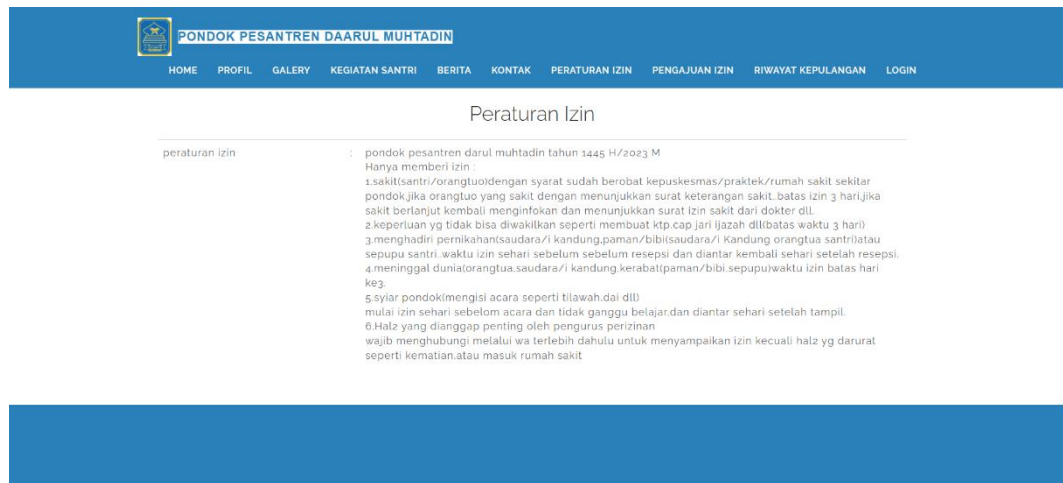 PONDOK PESANTREN DAARUL MUHTADIN
HOME PROFIL GALERY KEGIATAN SANTRI BERITA KONTAK PERATURAN IZIN PENGAJUAN IZIN RIWAYAT KEPULANGAN LOGIN
Peraturan Izin
peraturan izin : pondok pesantren darul muhtadin tahun 1445 H/2023 M
Hanya memberi izin :
1.sakit(santri/orangtuo)dengan syarat sudah berobat kepuskesmas/praktek/rumah sakit sekitar
pondok,jika orangtuo yang sakit dengan menunjukkan surat keterangan sakit..batas izin 3 hari,jika
sakit berlanjut kembali menginfokan dan menunjukkan surat izin sakit dari dokter dll.
2.keperluan yg tidak bisa diwakilkan seperti membuat ktp.cap jari ijazah dll(batas waktu 3 hari)
3.menghadiri pernikahan(saudara/i kandung,paman/bibi(saudara/i Kandung orangtua santri)atau
sepupu santri..waktu izin sehari sebelum sebelum resepsi dan diantar kembali sehari setelah resepsi.
4.meninggal dunia(orangtua,saudara/i kandung,kerabat(paman/bibi,sepupu)waktu izin batas hari
ke3.
5.syiar pondok(mengisi acara seperti tilawah.dai dll)
mulai izin sehari sebelom acara dan tidak ganggu belajar,dan diantar sehari setelah tampil.
6.Hal2 yang dianggap penting oleh pengurus perizinan
wajib menghubungi melalui wa terlebih dahulu untuk menyampaikan izin kecuali hal2 yg darurat
seperti kematian.atau masuk rumah sakit